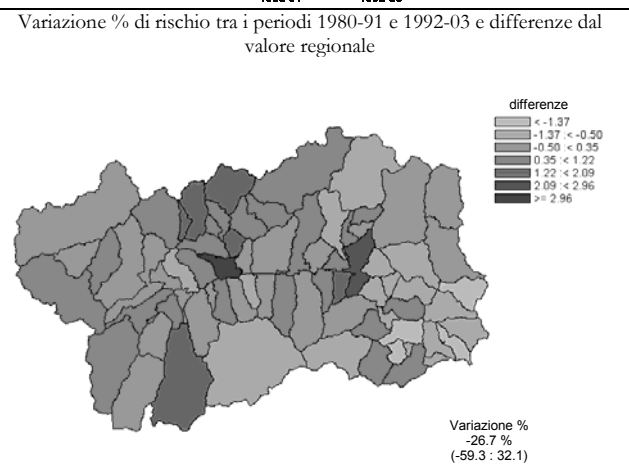 Variazione % di rischio tra i periodi 1980-91 e 1992-03 e differenze dal
valore regionale
differenze
< -1.37
-1.37 :< -0.50
-0.50 :< 0.35
0.35 :< 1.22
1.22 :< 2.09
2.09 :< 2.96
>= 2.96
Variazione %
-26.7 %
(-59.3 : 32.1)